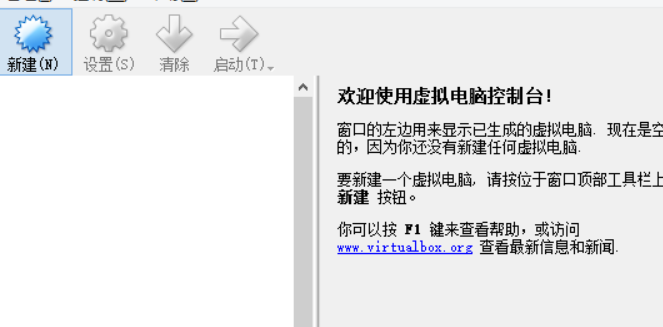 新建(N) 设置(S) 清除 启动(T)
欢迎使用虚拟电脑控制台!
窗口的左边用来显示已生成的虚拟电脑. 现在是空
的，因为你还没有新建任何虚拟电脑.
要新建一个虚拟电脑, 请按位于窗口顶部工具栏上
新建 按钮。
你可以按 F1 键来查看帮助，或访问
www.virtualbox.org 查看最新信息和新闻.